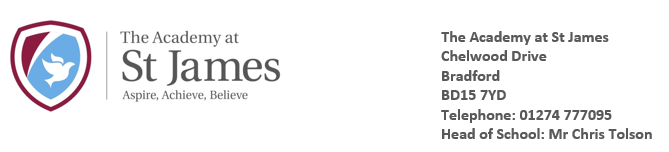 The Academy at
St James
Aspire, Achieve, Believe
The Academy at St James
Chelwood Drive
Bradford
BD15 7YD
Telephone: 01274 777095
Head of School: Mr Chris Tolson